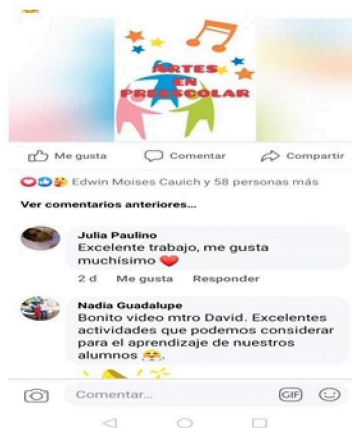 ARTES
EN
PREESCOLAR
Me gusta
Comentar
Compartir
Edwin Moises Cauich y 58 personas más
Ver comentarios anteriores...
Julia Paulino
Excelente trabajo, me gusta
muchísimo
2 d Me gusta Responder
Nadia Guadalupe
Bonito video mtro David. Excelentes
actividades que podemos considerar
para el aprendizaje de nuestros
alumnos
Comentar...
GIF